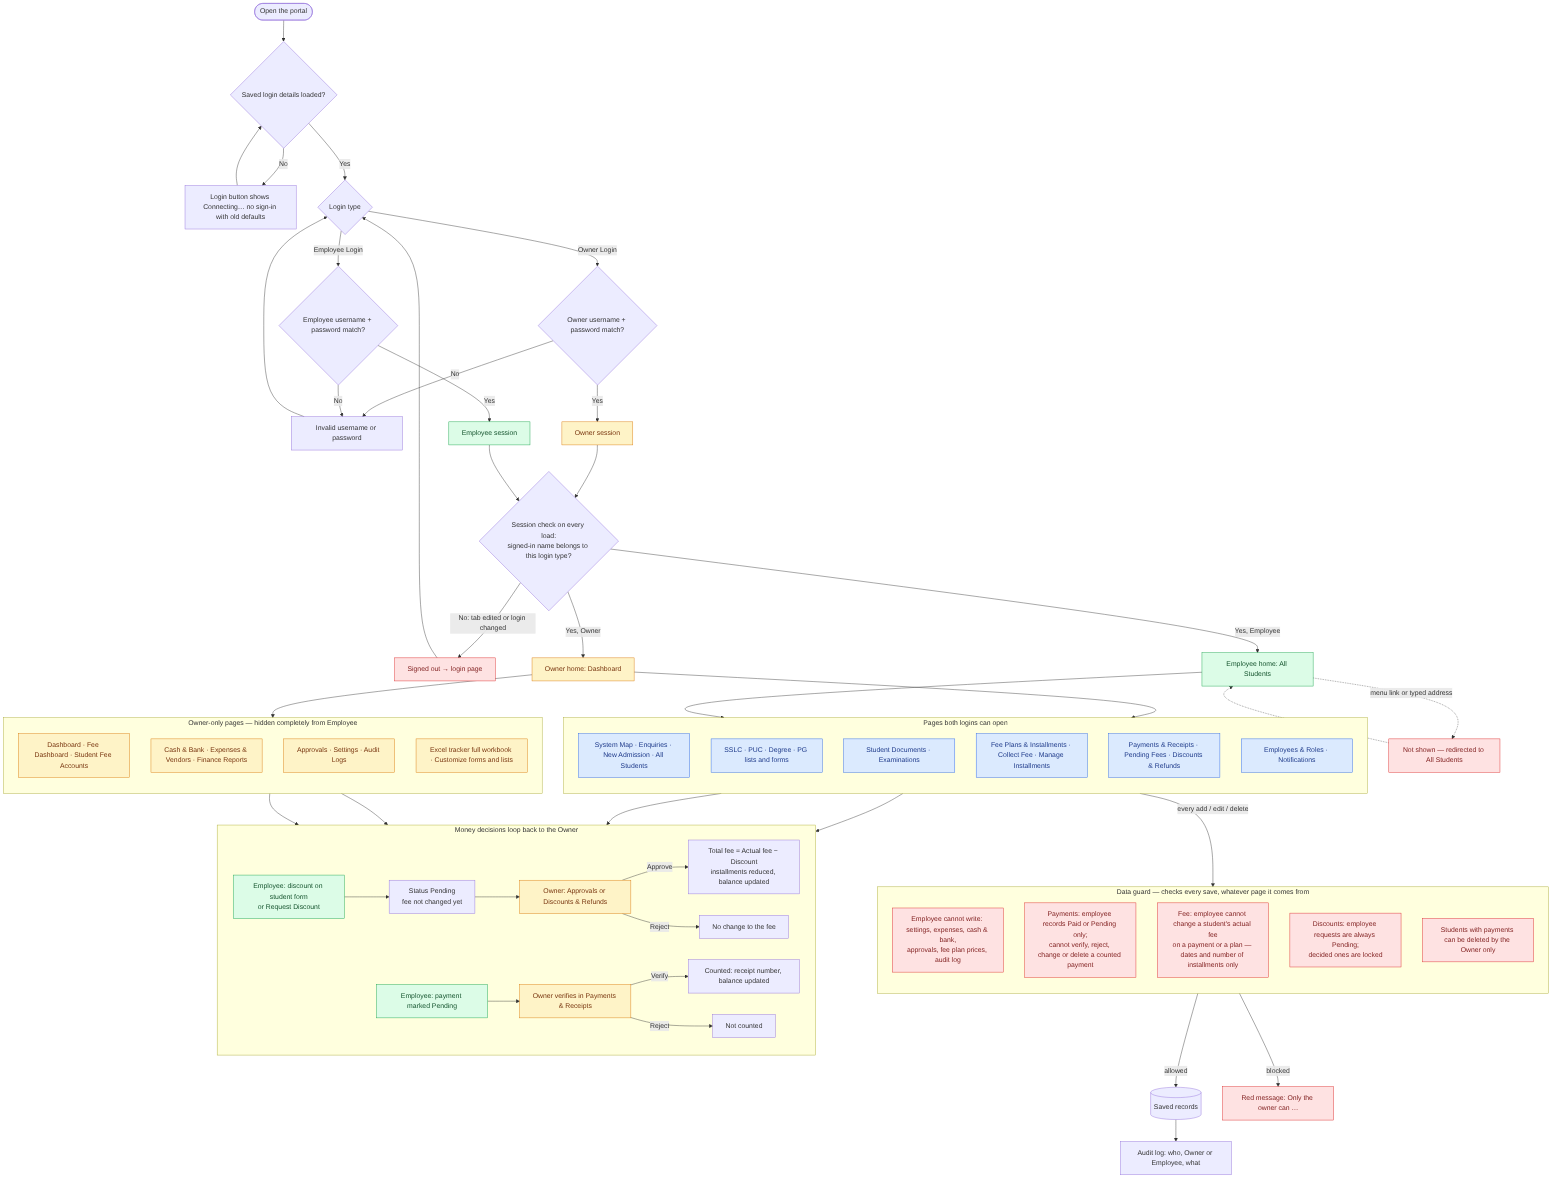 Open the portal
Saved login details loaded?
No
Yes
Login button shows
Connecting... no sign-in
with old defaults
Login type
Employee Login
Owner Login
Employee username +
password match?
Owner username +
password match?
No
No
Yes
Yes
Invalid username or
password
Employee session
Owner session
Session check on every
load:
signed-in name belongs to
this login type?
No: tab edited or login
changed
Yes, Owner
Yes, Employee
Signed out → login page
Owner home: Dashboard
Employee home: All
Students
menu link or typed address
Not shown — redirected to
All Students
Owner-only pages — hidden completely from Employee
Dashboard · Fee
Dashboard · Student Fee
Accounts
Cash & Bank · Expenses &
Vendors · Finance Reports
Approvals · Settings · Audit
Logs
Excel tracker full workbook
· Customize forms and lists
Pages both logins can open
System Map · Enquiries ·
New Admission · All
Students
SSLC · PUC · Degree · PG
lists and forms
Student Documents ·
Examinations
Fee Plans & Installments ·
Collect Fee · Manage
Installments
Payments & Receipts ·
Pending Fees · Discounts
& Refunds
Employees & Roles ·
Notifications
every add / edit / delete
Money decisions loop back to the Owner
Employee: discount on
student form
or Request Discount
Status Pending
fee not changed yet
Owner: Approvals or
Discounts & Refunds
Approve
Total fee = Actual fee −
Discount
installments reduced,
balance updated
Reject
No change to the fee
Employee: payment
marked Pending
Owner verifies in Payments
& Receipts
Verify
Counted: receipt number,
balance updated
Reject
Not counted
Data guard — checks every save, whatever page it comes from
Employee cannot write:
settings, expenses, cash &
bank,
approvals, fee plan prices,
audit log
Payments: employee
records Paid or Pending
only;
cannot verify, reject,
change or delete a counted
payment
Fee: employee cannot
change a student's actual
fee
on a payment or a plan —
dates and number of
installments only
Discounts: employee
requests are always
Pending;
decided ones are locked
Students with payments
can be deleted by the
Owner only
allowed
blocked
Saved records
Red message: Only the
owner can ...
Audit log: who, Owner or
Employee, what